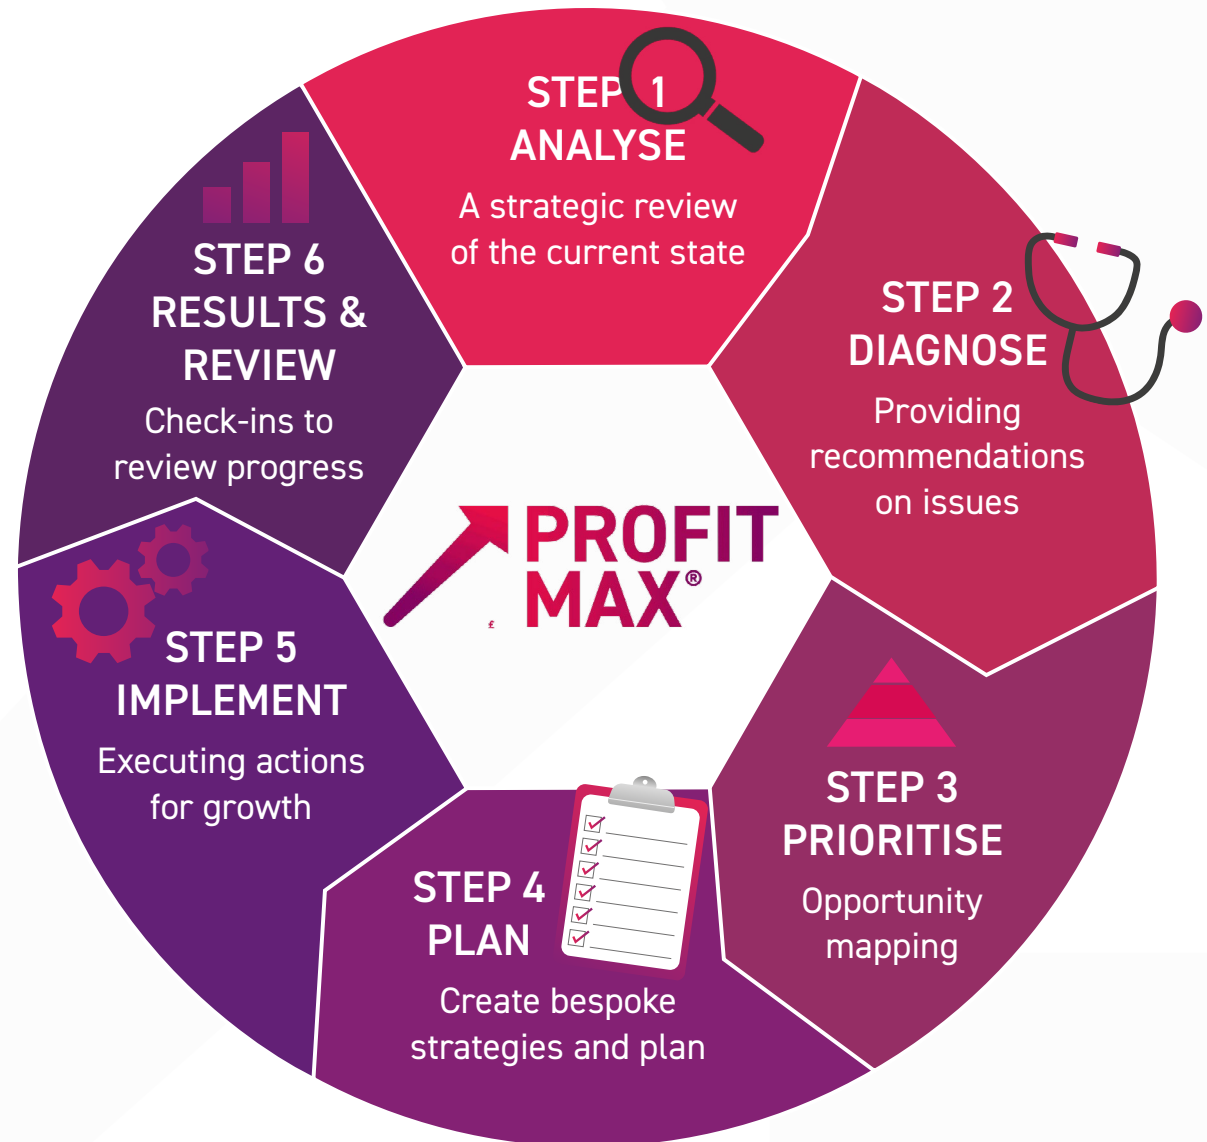 STEP 1
ANALYSE
A strategic review
of the current state
STEP 2
DIAGNOSE
Providing
recommendations
on issues
STEP 3
PRIORITISE
Opportunity
mapping
STEP 4
PLAN
Create bespoke
strategies and plan
STEP 5
IMPLEMENT
Executing actions
for growth
STEP 6
RESULTS &
REVIEW
Check-ins to
review progress
PROFIT
MAX®
£